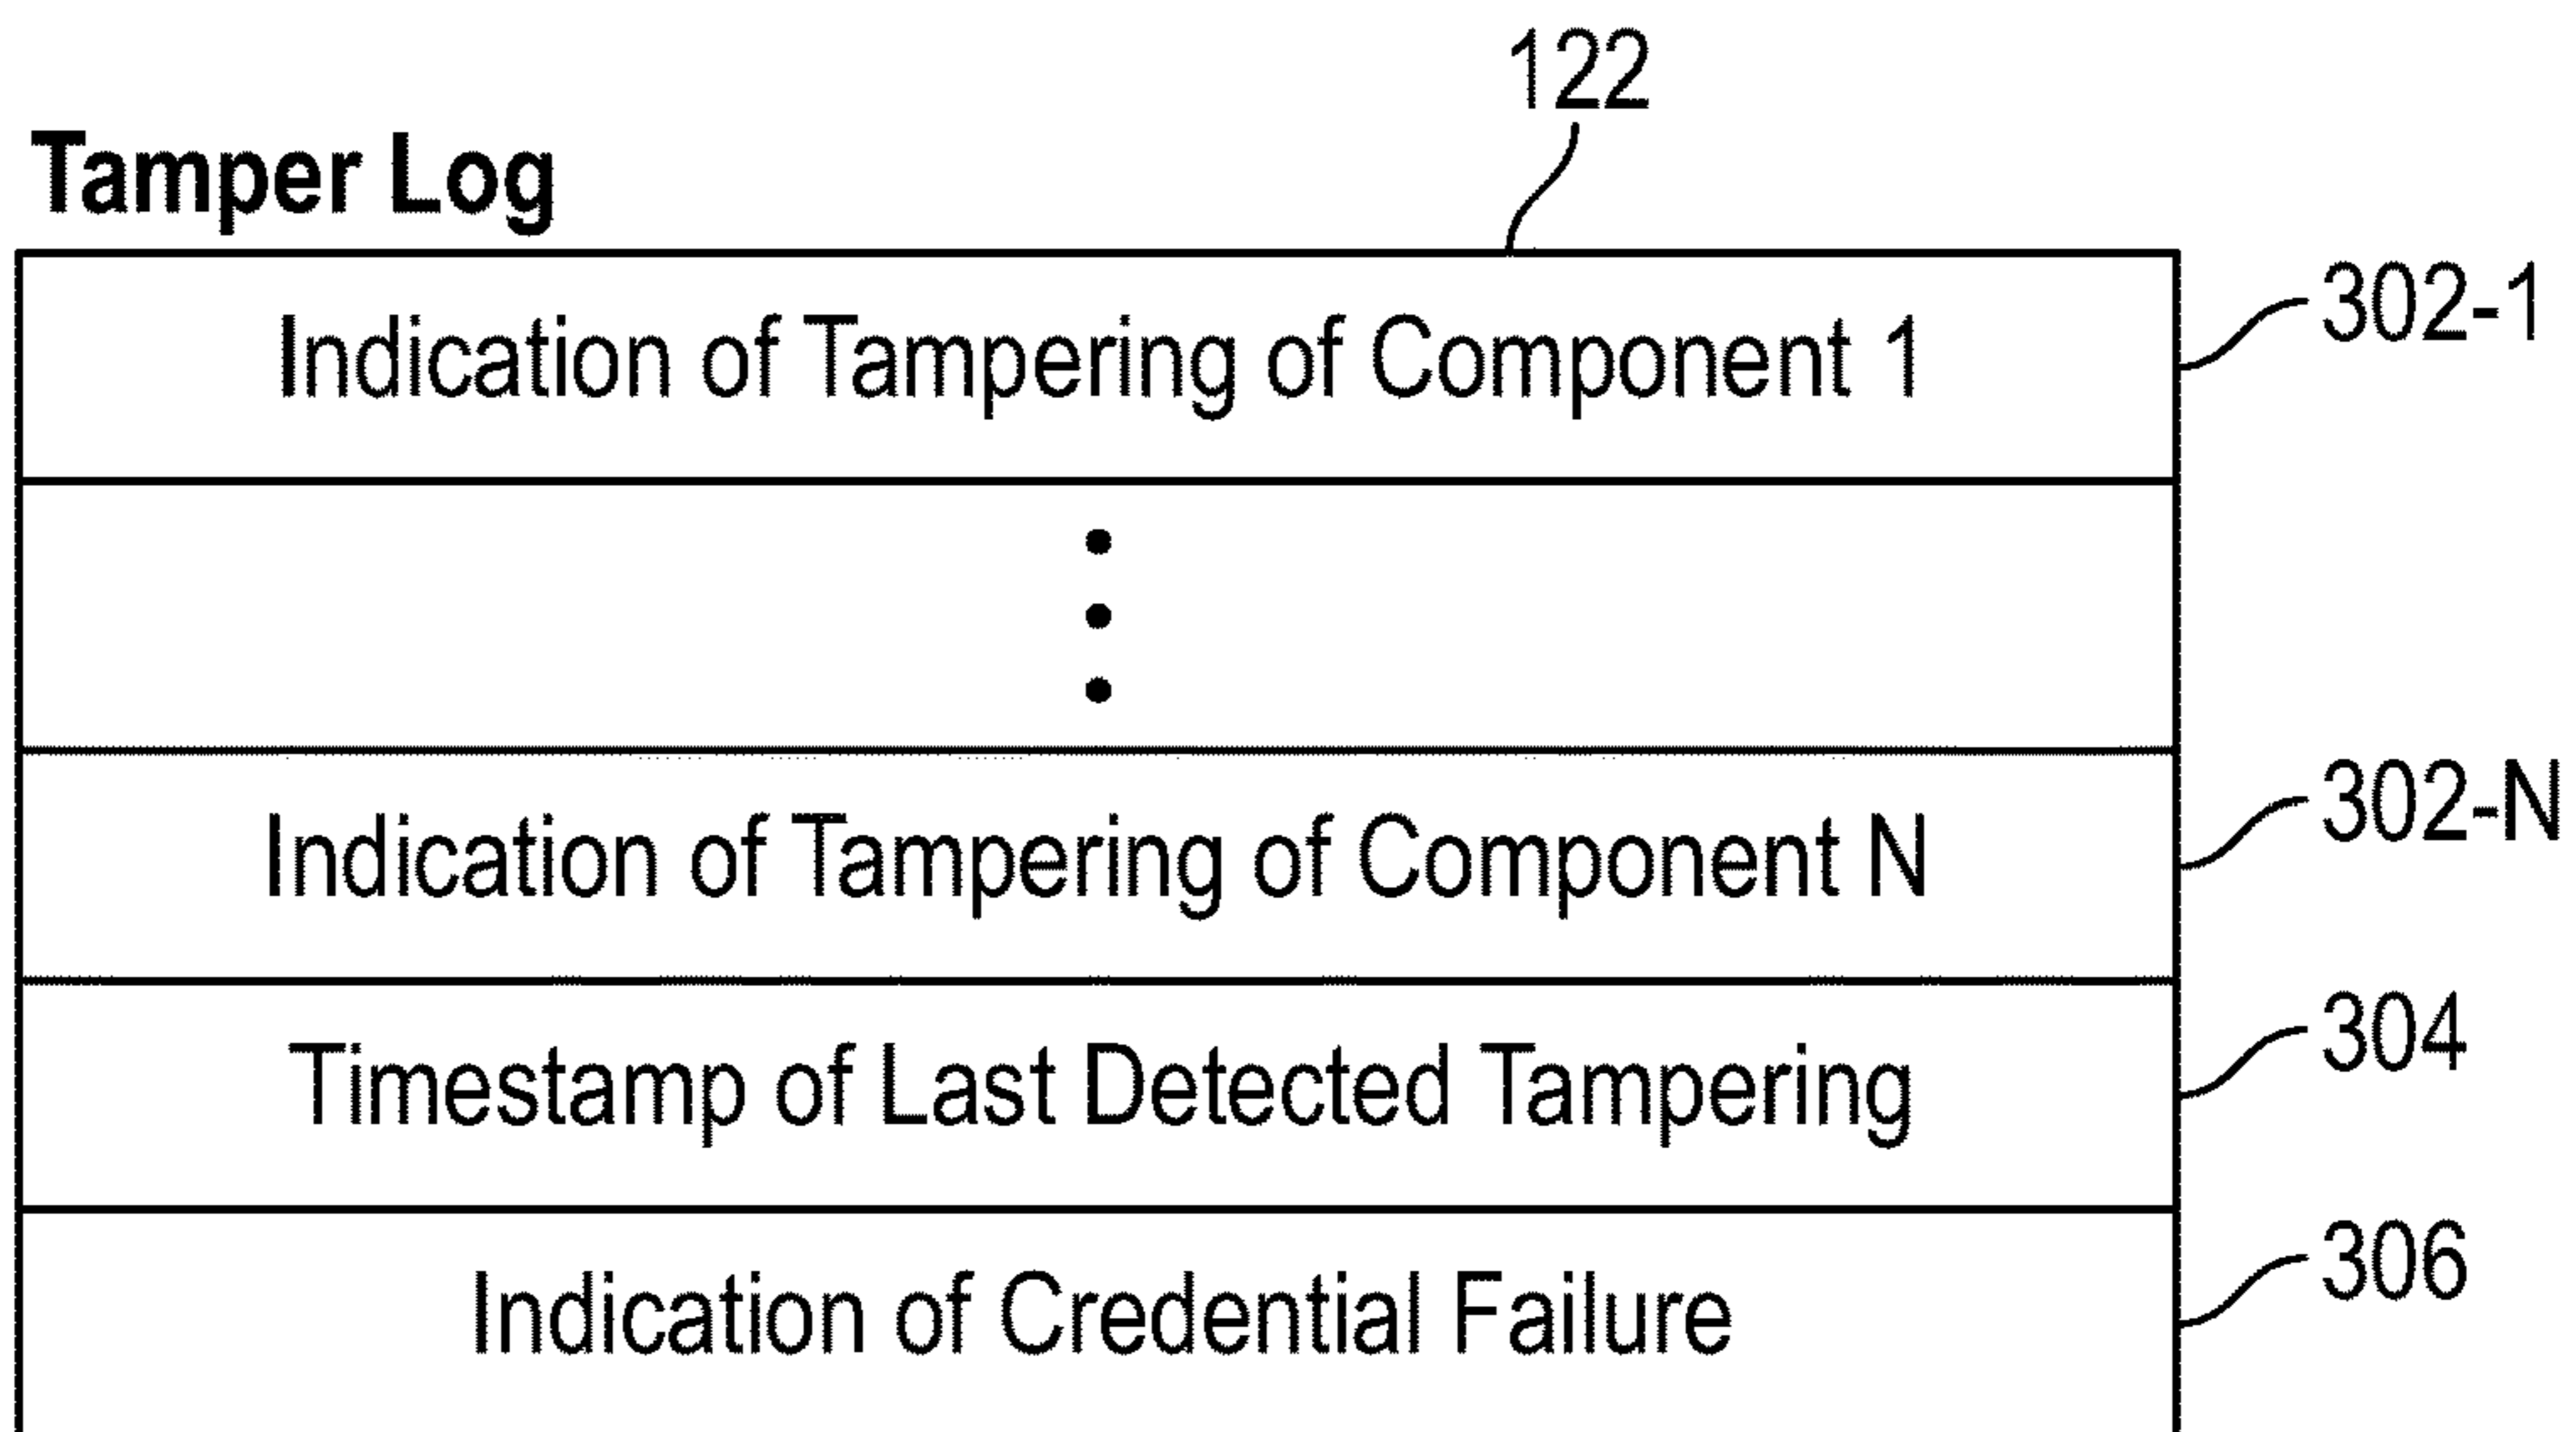 122
Tamper Log
Indication of Tampering of Component 1
302-1
Indication of Tampering of Component N
302-N
Timestamp of Last Detected Tampering
304
Indication of Credential Failure
306